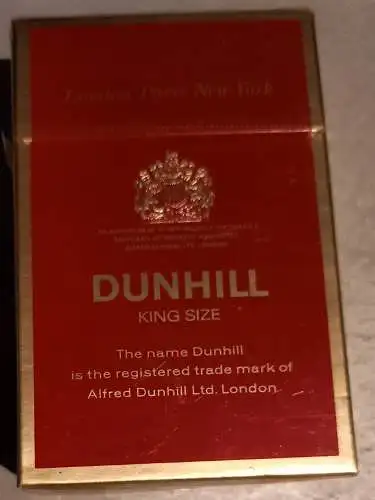 London Paris New York
DUNHILL
KING SIZE
The name Dunhill
is the registered trade mark of
Alfred Dunhill Ltd. London